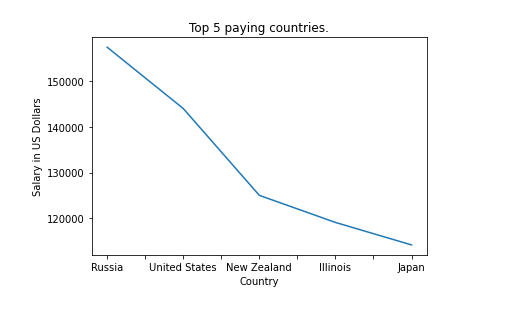 Top 5 paying countries.
150000
140000
130000
120000
Salary in US Dollars
Russia United States New Zealand Illinois Japan
Country